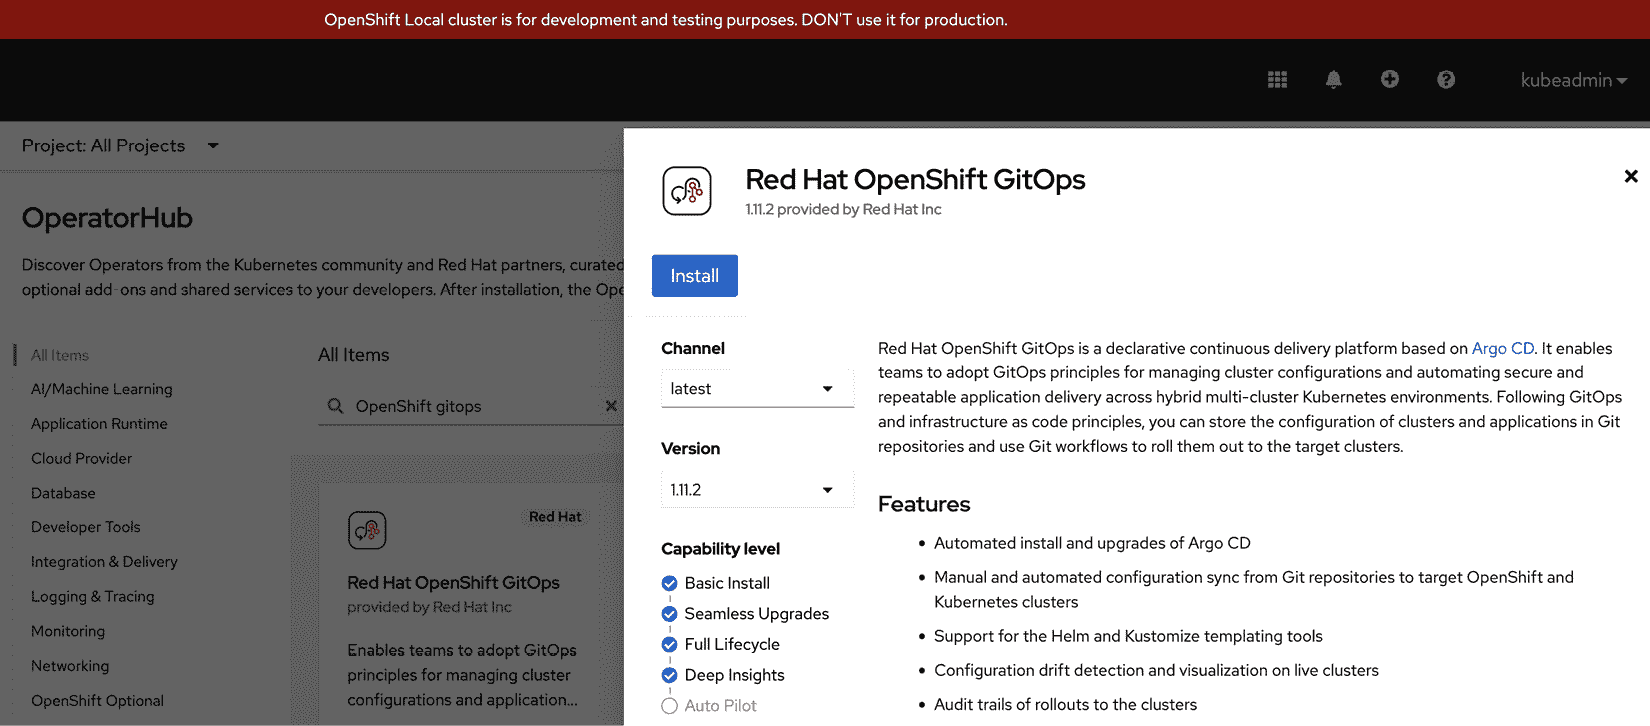 OpenShift Local cluster is for development and testing purposes. DON'T use it for production.
kubeadmin
Project: All Projects
OperatorHub
Discover Operators from the Kubernetes community and Red Hat partners, curated
optional add-ons and shared services to your developers. After installation, the Ope
All Items
AI/Machine Learning
Application Runtime
Cloud Provider
Database
Developer Tools
Integration & Delivery
Logging & Tracing
Monitoring
Networking
OpenShift Optional
All Items
OpenShift gitops
Red Hat
Red Hat OpenShift GitOps
provided by Red Hat Inc
Enables teams to adopt GitOps
principles for managing cluster
configurations and application...
Red Hat OpenShift GitOps
1.11.2 provided by Red Hat Inc
Install
Channel
latest
Version
1.11.2
Capability level
Basic Install
Seamless Upgrades
Full Lifecycle
Deep Insights
Auto Pilot
Red Hat OpenShift GitOps is a declarative continuous delivery platform based on Argo CD. It enables
teams to adopt GitOps principles for managing cluster configurations and automating secure and
repeatable application delivery across hybrid multi-cluster Kubernetes environments. Following GitOps
and infrastructure as code principles, you can store the configuration of clusters and applications in Git
repositories and use Git workflows to roll them out to the target clusters.
Features
• Automated install and upgrades of Argo CD
• Manual and automated configuration sync from Git repositories to target OpenShift and
Kubernetes clusters
• Support for the Helm and Kustomize templating tools
• Configuration drift detection and visualization on live clusters
• Audit trails of rollouts to the clusters